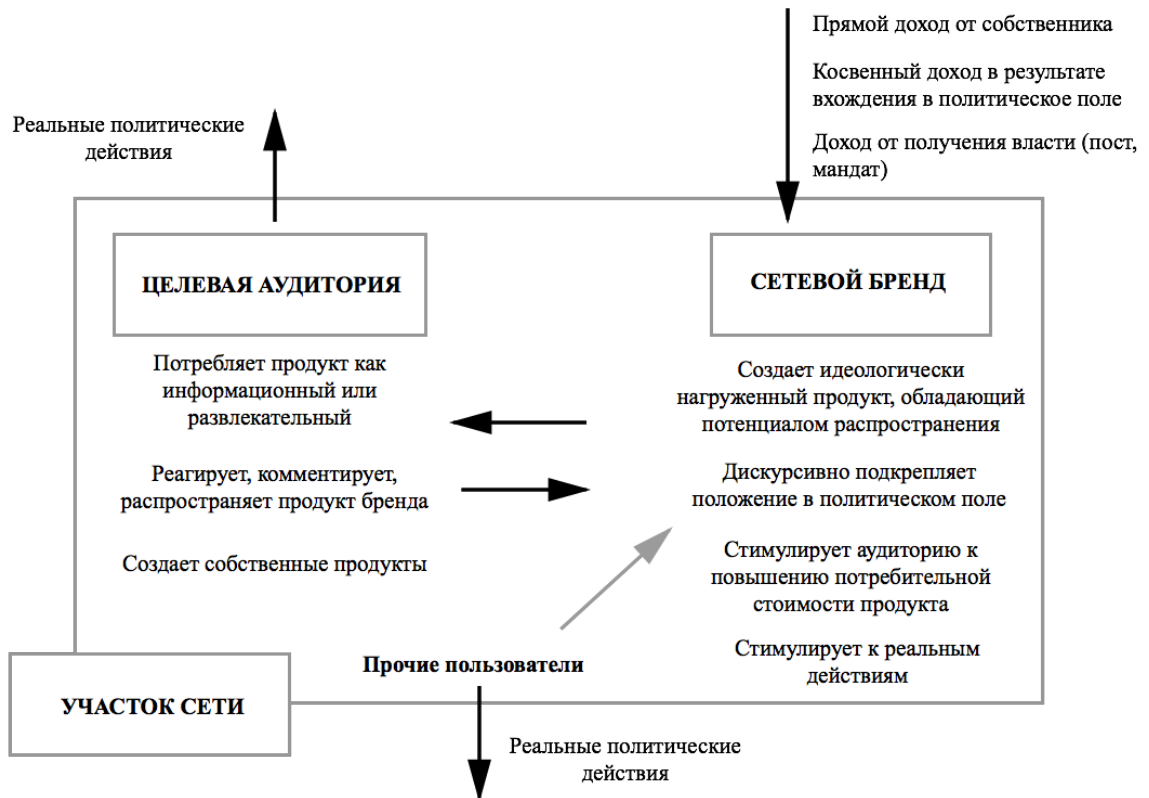 Прямой доход от собственника
Косвенный доход в результате
вхождения в политическое поле
Доход от получения власти (пост,
мандат)
Реальные политические
действия
ЦЕЛЕВАЯ АУДИТОРИЯ
Потребляет продукт как
информационный или
развлекательный
Реагирует, комментирует,
распространяет продукт бренда
Создает собственные продукты
СЕТЕВОЙ БРЕНД
Создает идеологически
нагруженный продукт, обладающий
потенциалом распространения
Дискурсивно подкрепляет
положение в политическом поле
Стимулирует аудиторию к
повышению потребительной
стоимости продукта
Стимулирует к реальным
действиям
Прочие пользователи
УЧАСТОК СЕТИ
Реальные политические
действия